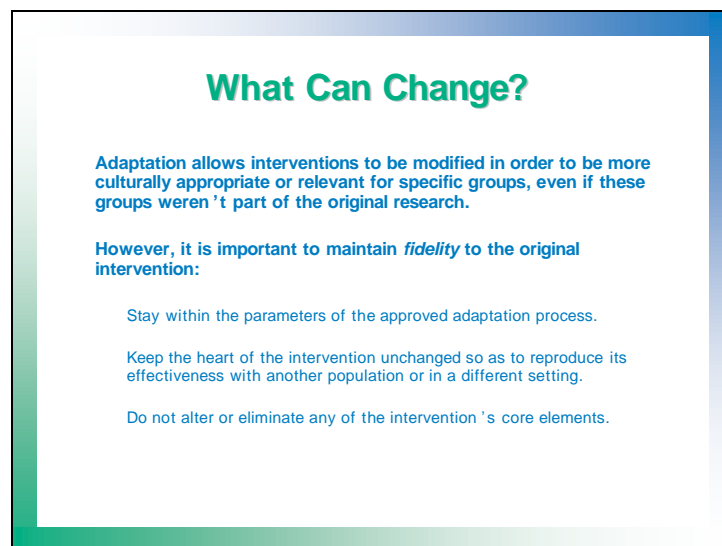 What Can Change?
Adaptation allows interventions to be modified in order to be more
culturally appropriate or relevant for specific groups, even if these
groups weren ’t part of the original research.
However, it is important to maintain fidelity to the original
intervention:
Stay within the parameters of the approved adaptation process.
Keep the heart of the intervention unchanged so as to reproduce its
effectiveness with another population or in a different setting.
Do not alter or eliminate any of the intervention ’s core elements.